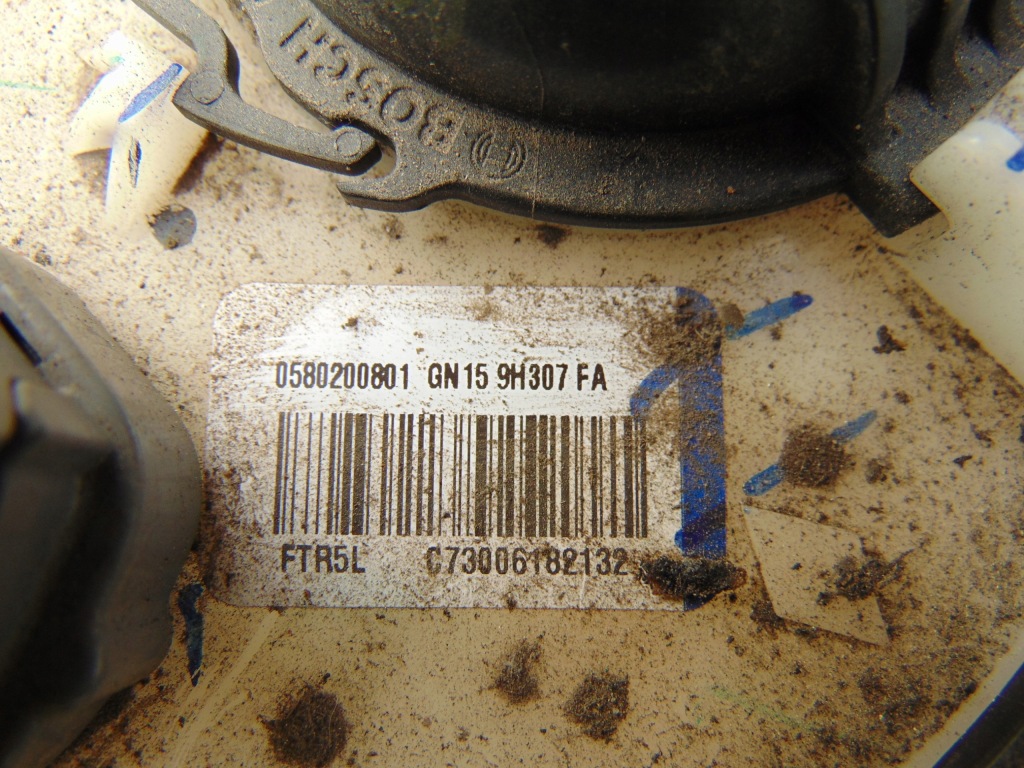 BOSCH
0580200801 GN15 9H307 FA
FTR5L C73006182132